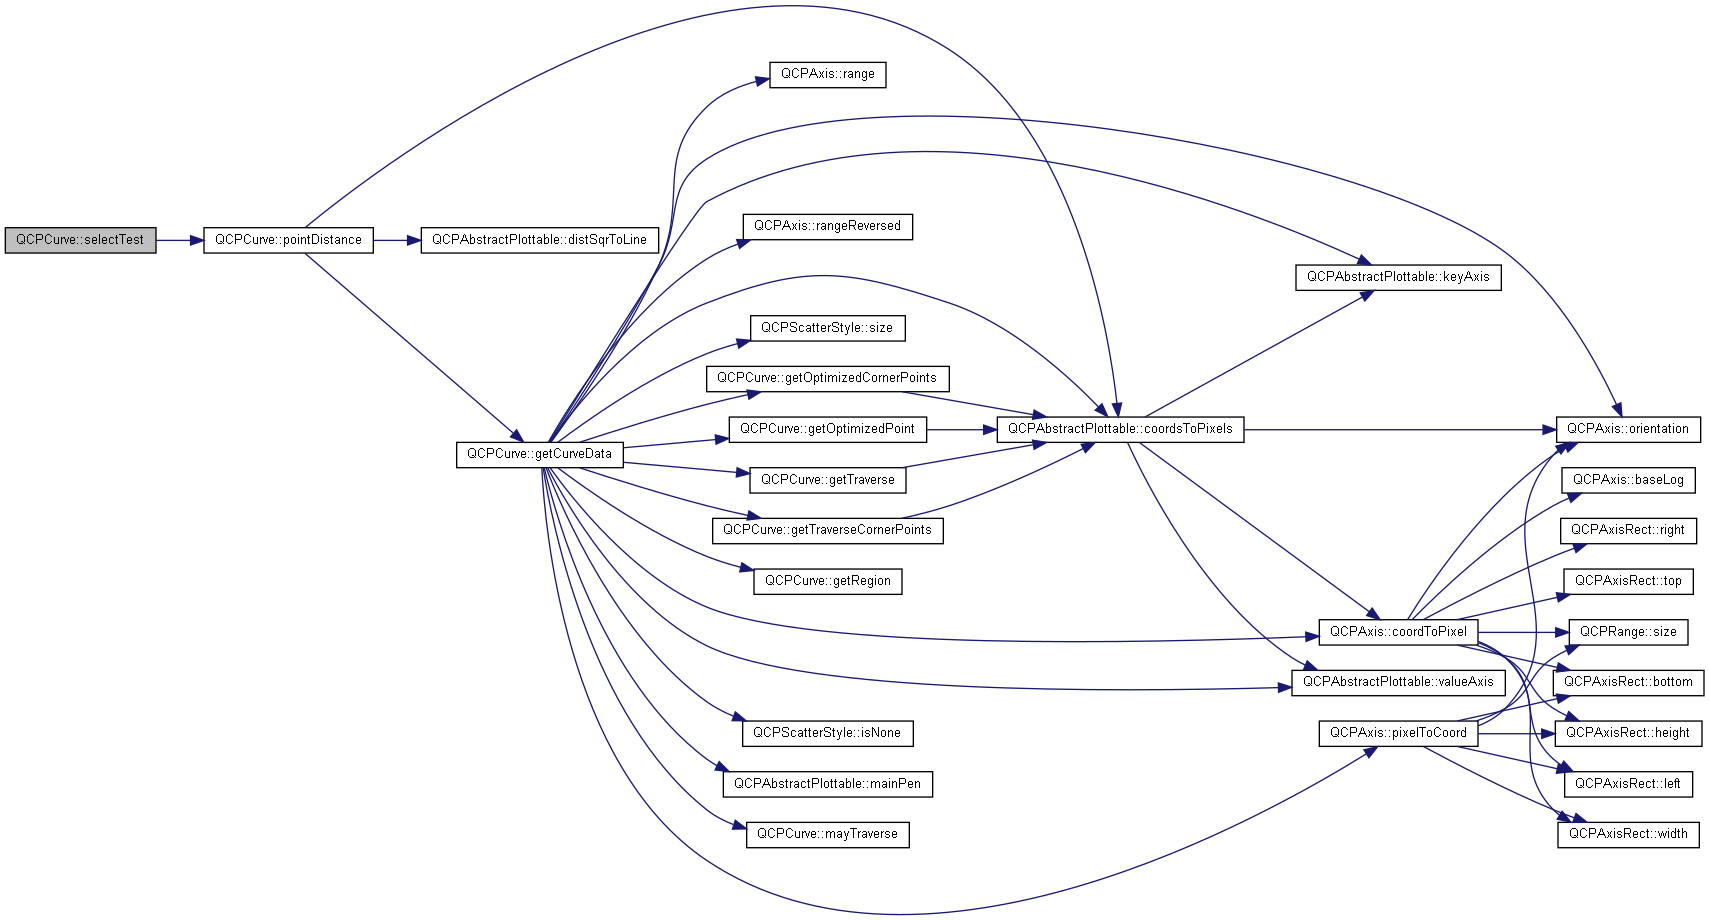 QCPCurve::selectTest
QCPCurve::pointDistance
QCPAbstractPlottable::distSqrToLine
QCPCurve::getCurveData
QCPAxis::range
QCPAxis::rangeReversed
QCPScatterStyle::size
QCPCurve::getOptimizedCornerPoints
QCPCurve::getOptimizedPoint
QCPCurve::getTraverse
QCPCurve::getTraverseCornerPoints
QCPCurve::getRegion
QCPScatterStyle::isNone
QCPAbstractPlottable::mainPen
QCPCurve::mayTraverse
QCPAbstractPlottable::coordsToPixels
QCPAbstractPlottable::keyAxis
QCPAxis::coordToPixel
QCPAbstractPlottable::valueAxis
QCPAxis::pixelToCoord
QCPAxis::orientation
QCPAxis::baseLog
QCPAxisRect::right
QCPAxisRect::top
QCPRange::size
QCPAxisRect::bottom
QCPAxisRect::height
QCPAxisRect::left
QCPAxisRect::width